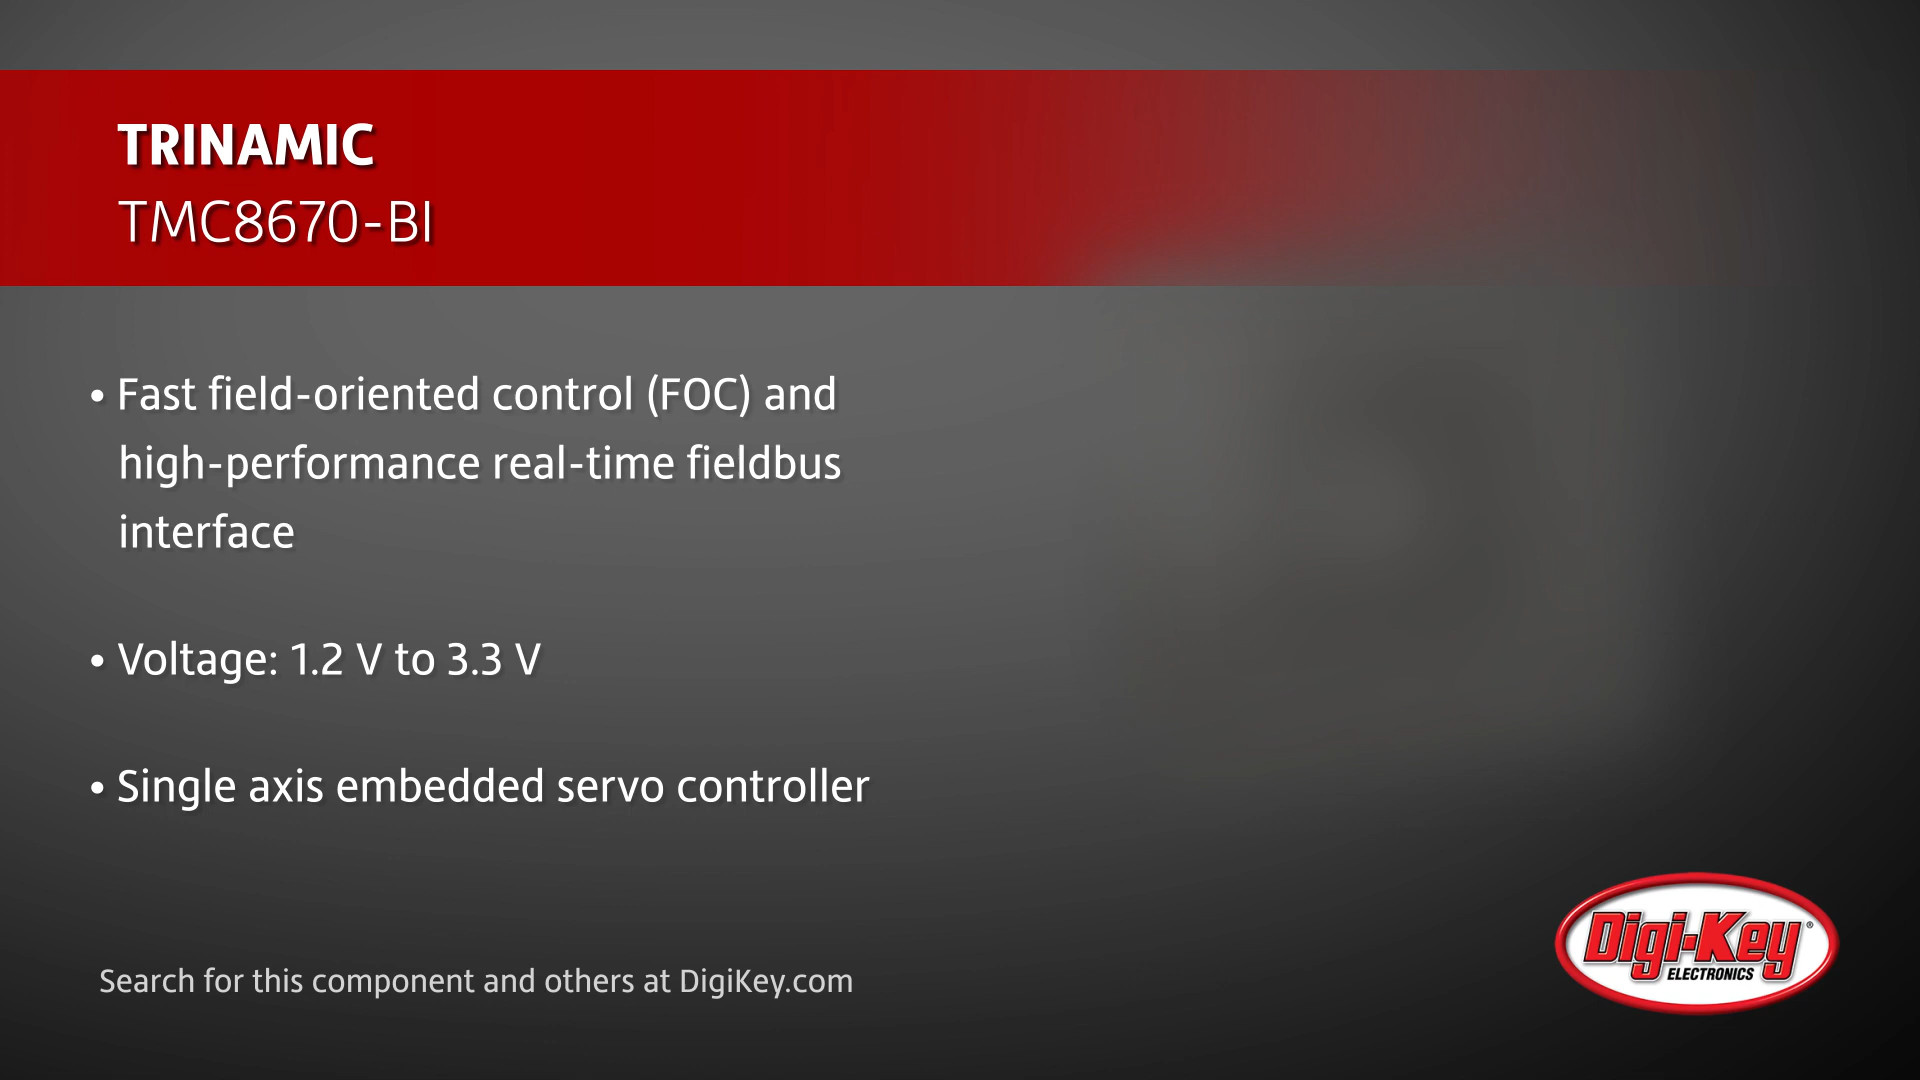 TRINAMIC
TMC8670-BI
• Fast field-oriented control (FOC) and
high-performance real-time fieldbus
interface
• Voltage: 1.2 V to 3.3 V
• Single axis embedded servo controller
Search for this component and others at DigiKey.com
Digi-Key®
ELECTRONICS